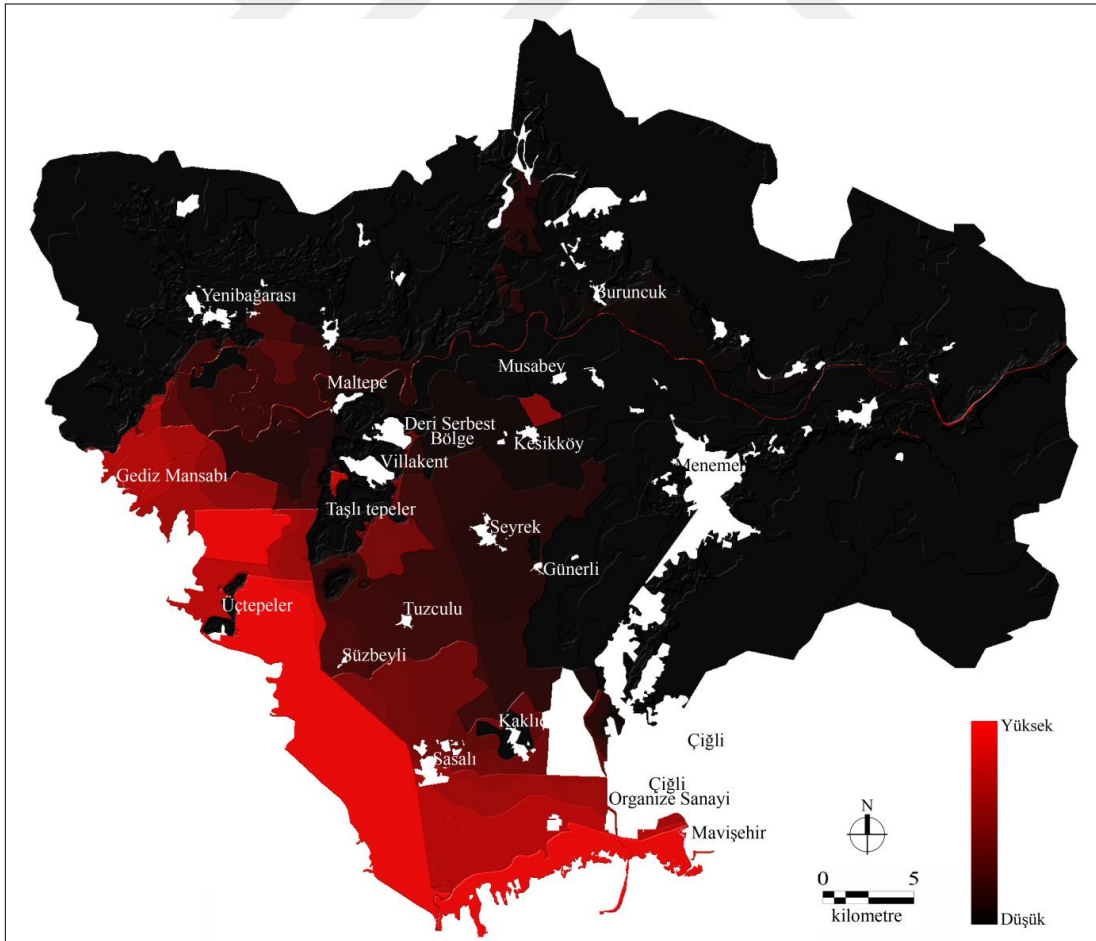 Yenibağarası
Buruncuk
Musabey
Maltepe
Deri Serbest
Bölge
Kesikköy
Villakent
Menemen
Gediz Mansabı
Taşlı tepeler
Seyrek
Günerli
Üçtepeler
Tuzculu
Süzbeyli
Kaklıç
Sasalı
Çiğli
Çiğli
Organize Sanayi
Mavişehir
Yüksek
Düşük
N
0 5
kilometre